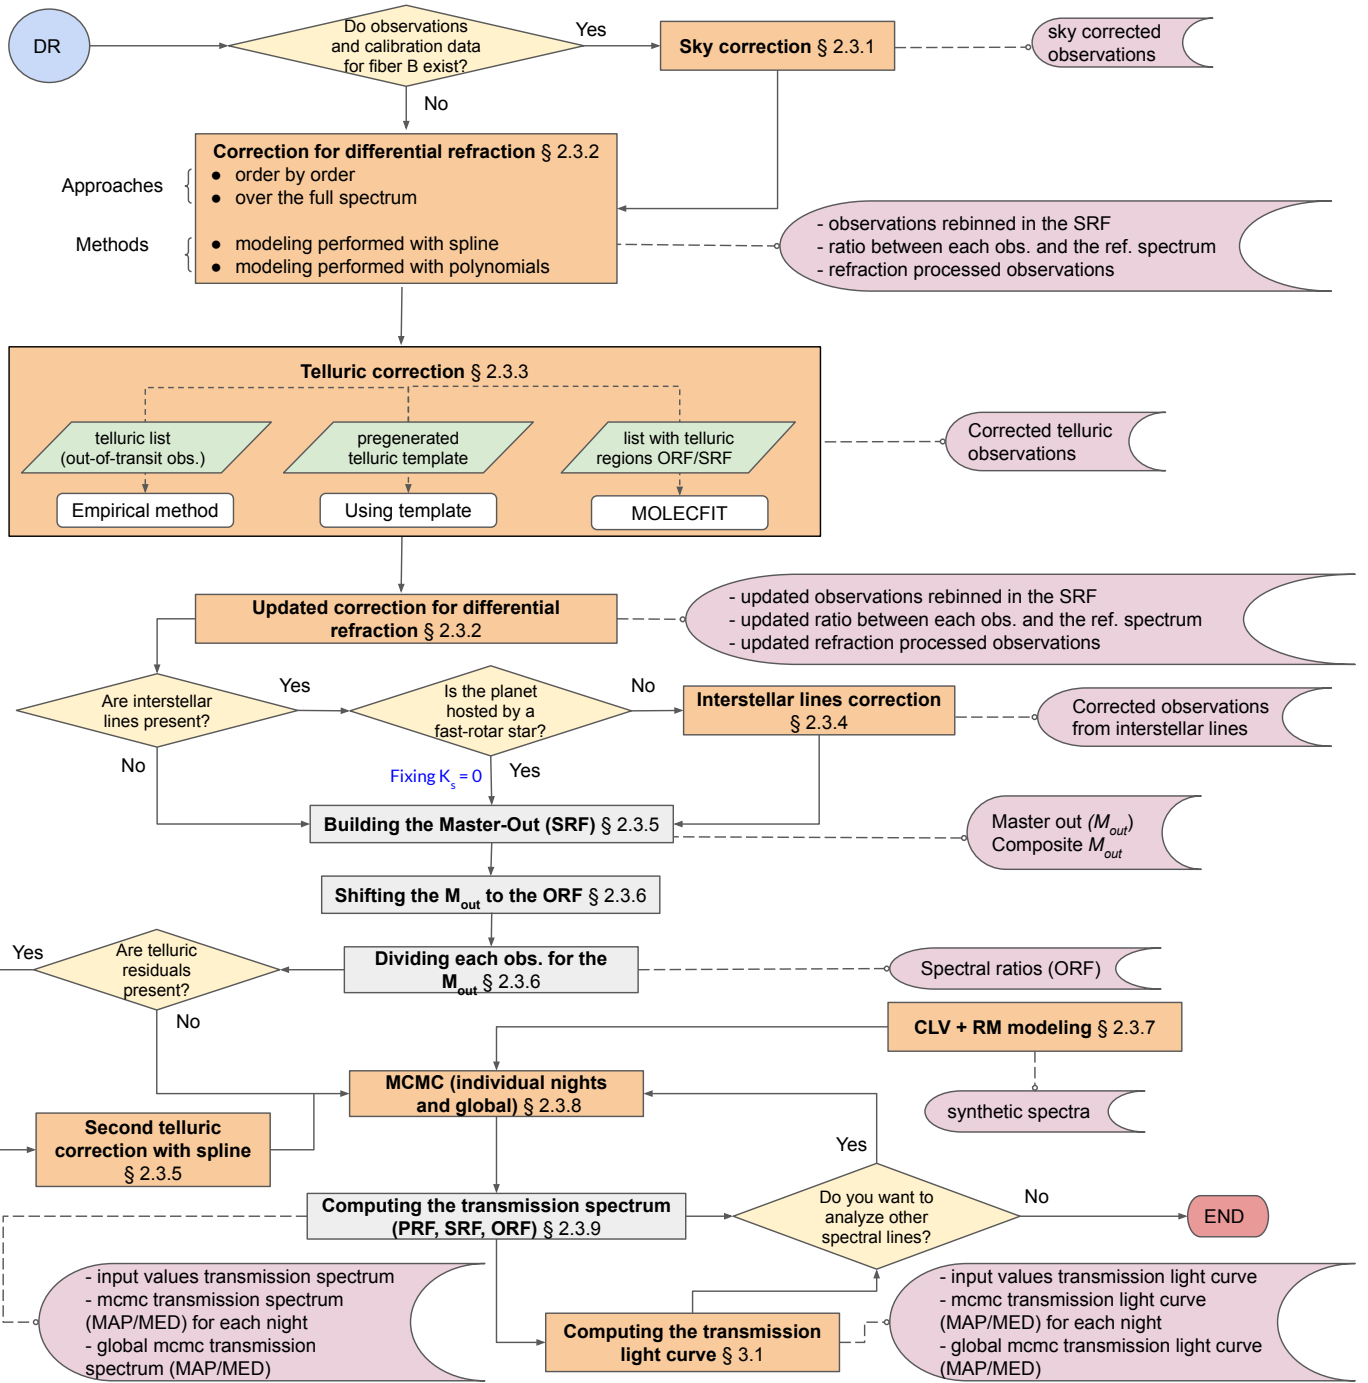 DR
Do observations
and calibration data
for fiber B exist?
Yes
No
Sky correction § 2.3.1
sky corrected
observations
Correction for differential refraction § 2.3.2
● order by order
● over the full spectrum
● modeling performed with spline
● modeling performed with polynomials
Approaches
Methods
- observations rebinned in the SRF
- ratio between each obs. and the ref. spectrum
- refraction processed observations
Telluric correction § 2.3.3
telluric list
(out-of-transit obs.)
pregenerated
telluric template
list with telluric
regions ORF/SRF
Empirical method
Using template
MOLECFIT
Corrected telluric
observations
Updated correction for differential
refraction § 2.3.2
- updated observations rebinned in the SRF
- updated ratio between each obs. and the ref. spectrum
- updated refraction processed observations
Are interstellar
lines present?
Yes
No
Is the planet
hosted by a
fast-rotar star?
No
Yes
Fixing Ks = 0
Interstellar lines correction
§ 2.3.4
Corrected observations
from interstellar lines
Building the Master-Out (SRF) § 2.3.5
Master out (Mout)
Composite Mout
Shifting the Mout to the ORF § 2.3.6
Dividing each obs. for the
Mout § 2.3.6
Spectral ratios (ORF)
Are telluric
residuals
present?
Yes
No
CLV + RM modeling § 2.3.7
synthetic spectra
MCMC (individual nights
and global) § 2.3.8
Second telluric
correction with spline
§ 2.3.5
Computing the transmission spectrum
(PRF, SRF, ORF) § 2.3.9
Do you want to
analyze other
spectral lines?
Yes
No
END
- input values transmission spectrum
- mcmc transmission spectrum
(MAP/MED) for each night
- global mcmc transmission
spectrum (MAP/MED)
Computing the transmission
light curve § 3.1
- input values transmission light curve
- mcmc transmission light curve
(MAP/MED) for each night
- global mcmc transmission light curve
(MAP/MED)